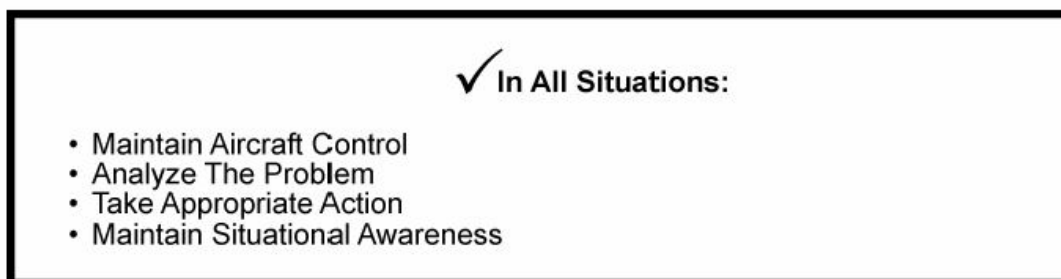 ✓In All Situations:
• Maintain Aircraft Control
• Analyze The Problem
• Take Appropriate Action
• Maintain Situational Awareness